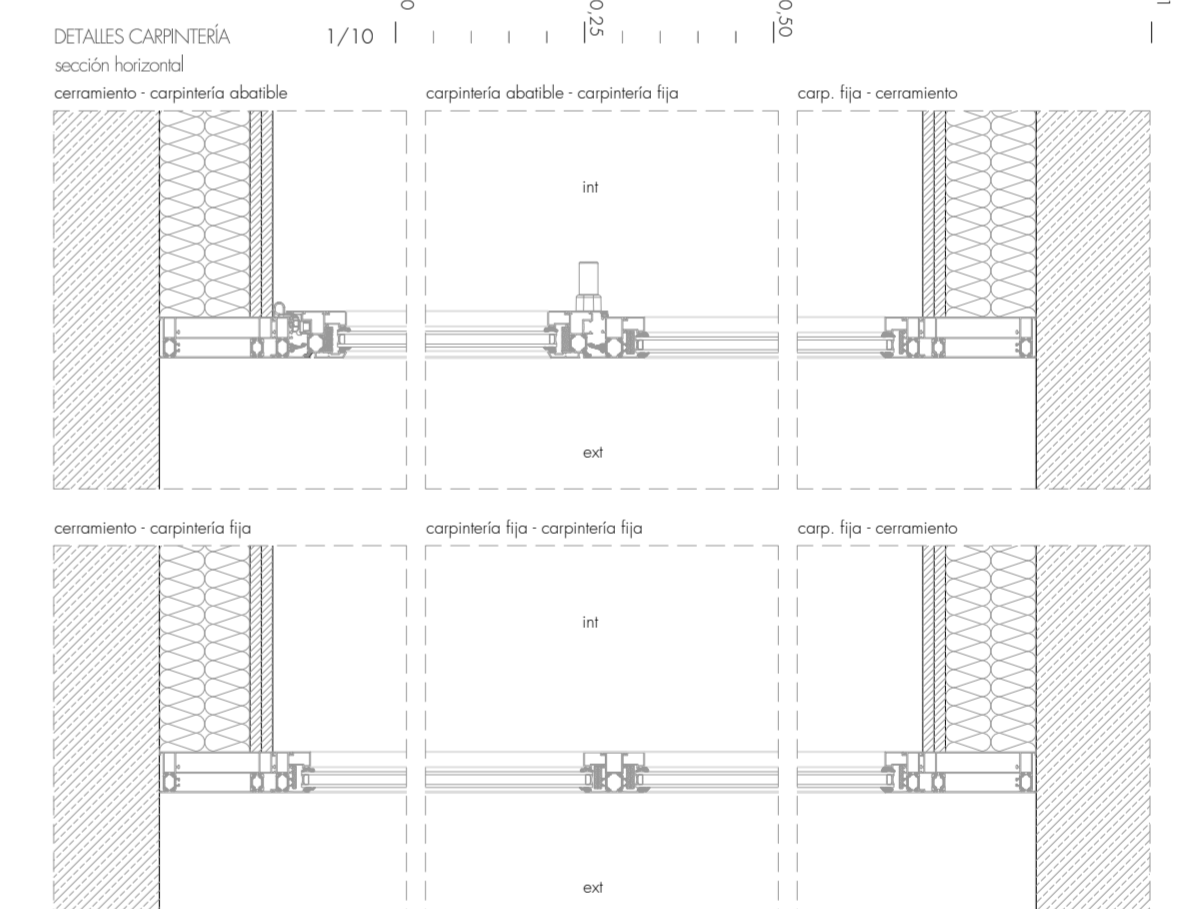 DETALLES CARPINTERÍA 1/10 0 0,25 0,50 1
sección horizontal
cerramiento - carpintería abatible carpintería abatible - carpintería fija carp. fija - cerramiento
int
ext
cerramiento - carpintería fija carpintería fija - carpintería fija carp. fija - cerramiento
int
ext